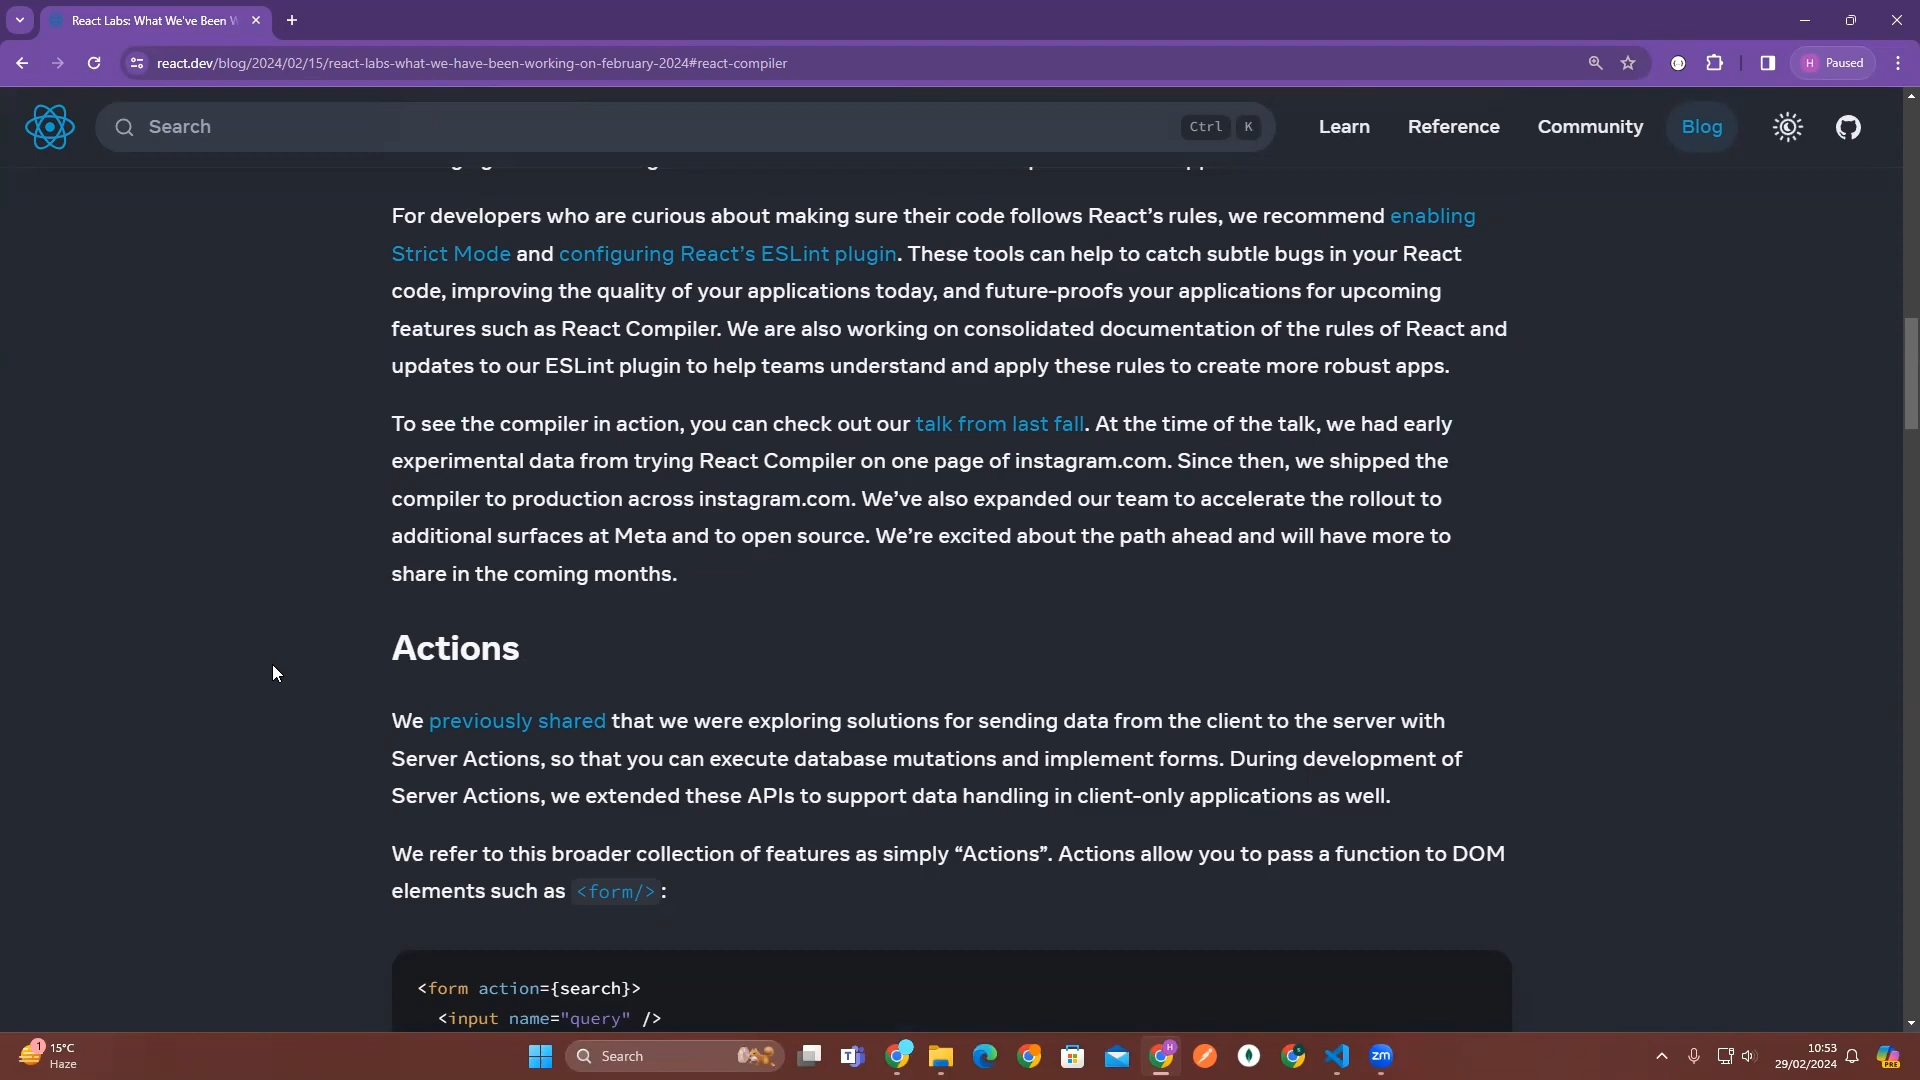 React Labs: What We've Been W
react.dev/blog/2024/02/15/react-labs-what-we-have-been-working-on-february-2024#react-compiler
H Paused
Search
Ctrl K
Learn
Reference
Community
Blog
For developers who are curious about making sure their code follows React’s rules, we recommend enabling
Strict Mode and configuring React’s ESLint plugin. These tools can help to catch subtle bugs in your React
code, improving the quality of your applications today, and future-proofs your applications for upcoming
features such as React Compiler. We are also working on consolidated documentation of the rules of React and
updates to our ESLint plugin to help teams understand and apply these rules to create more robust apps.
To see the compiler in action, you can check out our talk from last fall. At the time of the talk, we had early
experimental data from trying React Compiler on one page of instagram.com. Since then, we shipped the
compiler to production across instagram.com. We’ve also expanded our team to accelerate the rollout to
additional surfaces at Meta and to open source. We’re excited about the path ahead and will have more to
share in the coming months.
Actions
We previously shared that we were exploring solutions for sending data from the client to the server with
Server Actions, so that you can execute database mutations and implement forms. During development of
Server Actions, we extended these APIs to support data handling in client-only applications as well.
We refer to this broader collection of features as simply “Actions”. Actions allow you to pass a function to DOM
elements such as <form/>:
<form action={search}>
<input name="query" />
1
15°C
Haze
Search
H
zm
10:53
29/02/2024
PRE